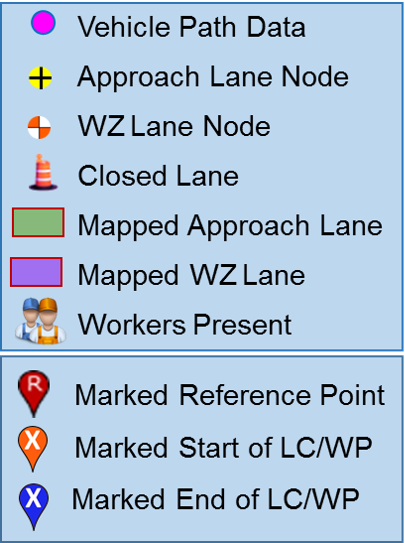 Vehicle Path Data
Approach Lane Node
WZ Lane Node
Closed Lane
Mapped Approach Lane
Mapped WZ Lane
Workers Present
R Marked Reference Point
X Marked Start of LC/WP
X Marked End of LC/WP